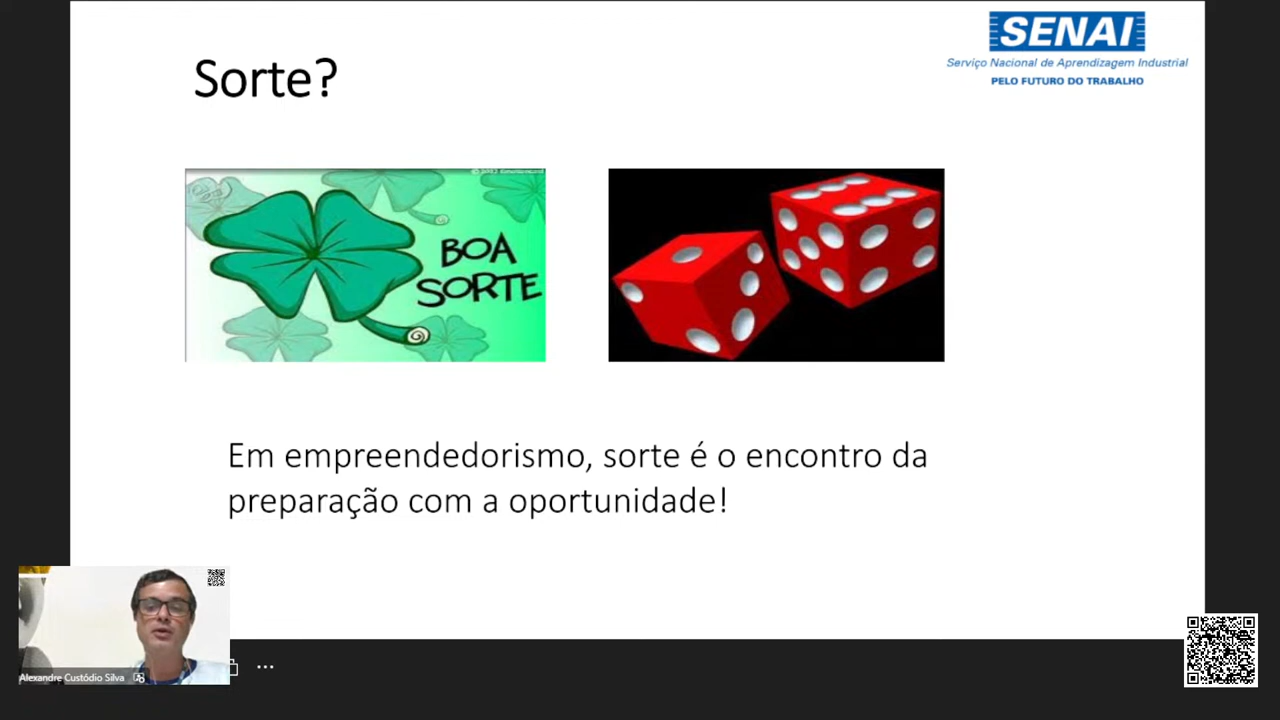 Sorte?
SENAI
Serviço Nacional de Aprendizagem Industrial
PELO FUTURO DO TRABALHO
BOA
SORTE
Em empreendedorismo, sorte é o encontro da
preparação com a oportunidade!
Alexandre Custódio Silva